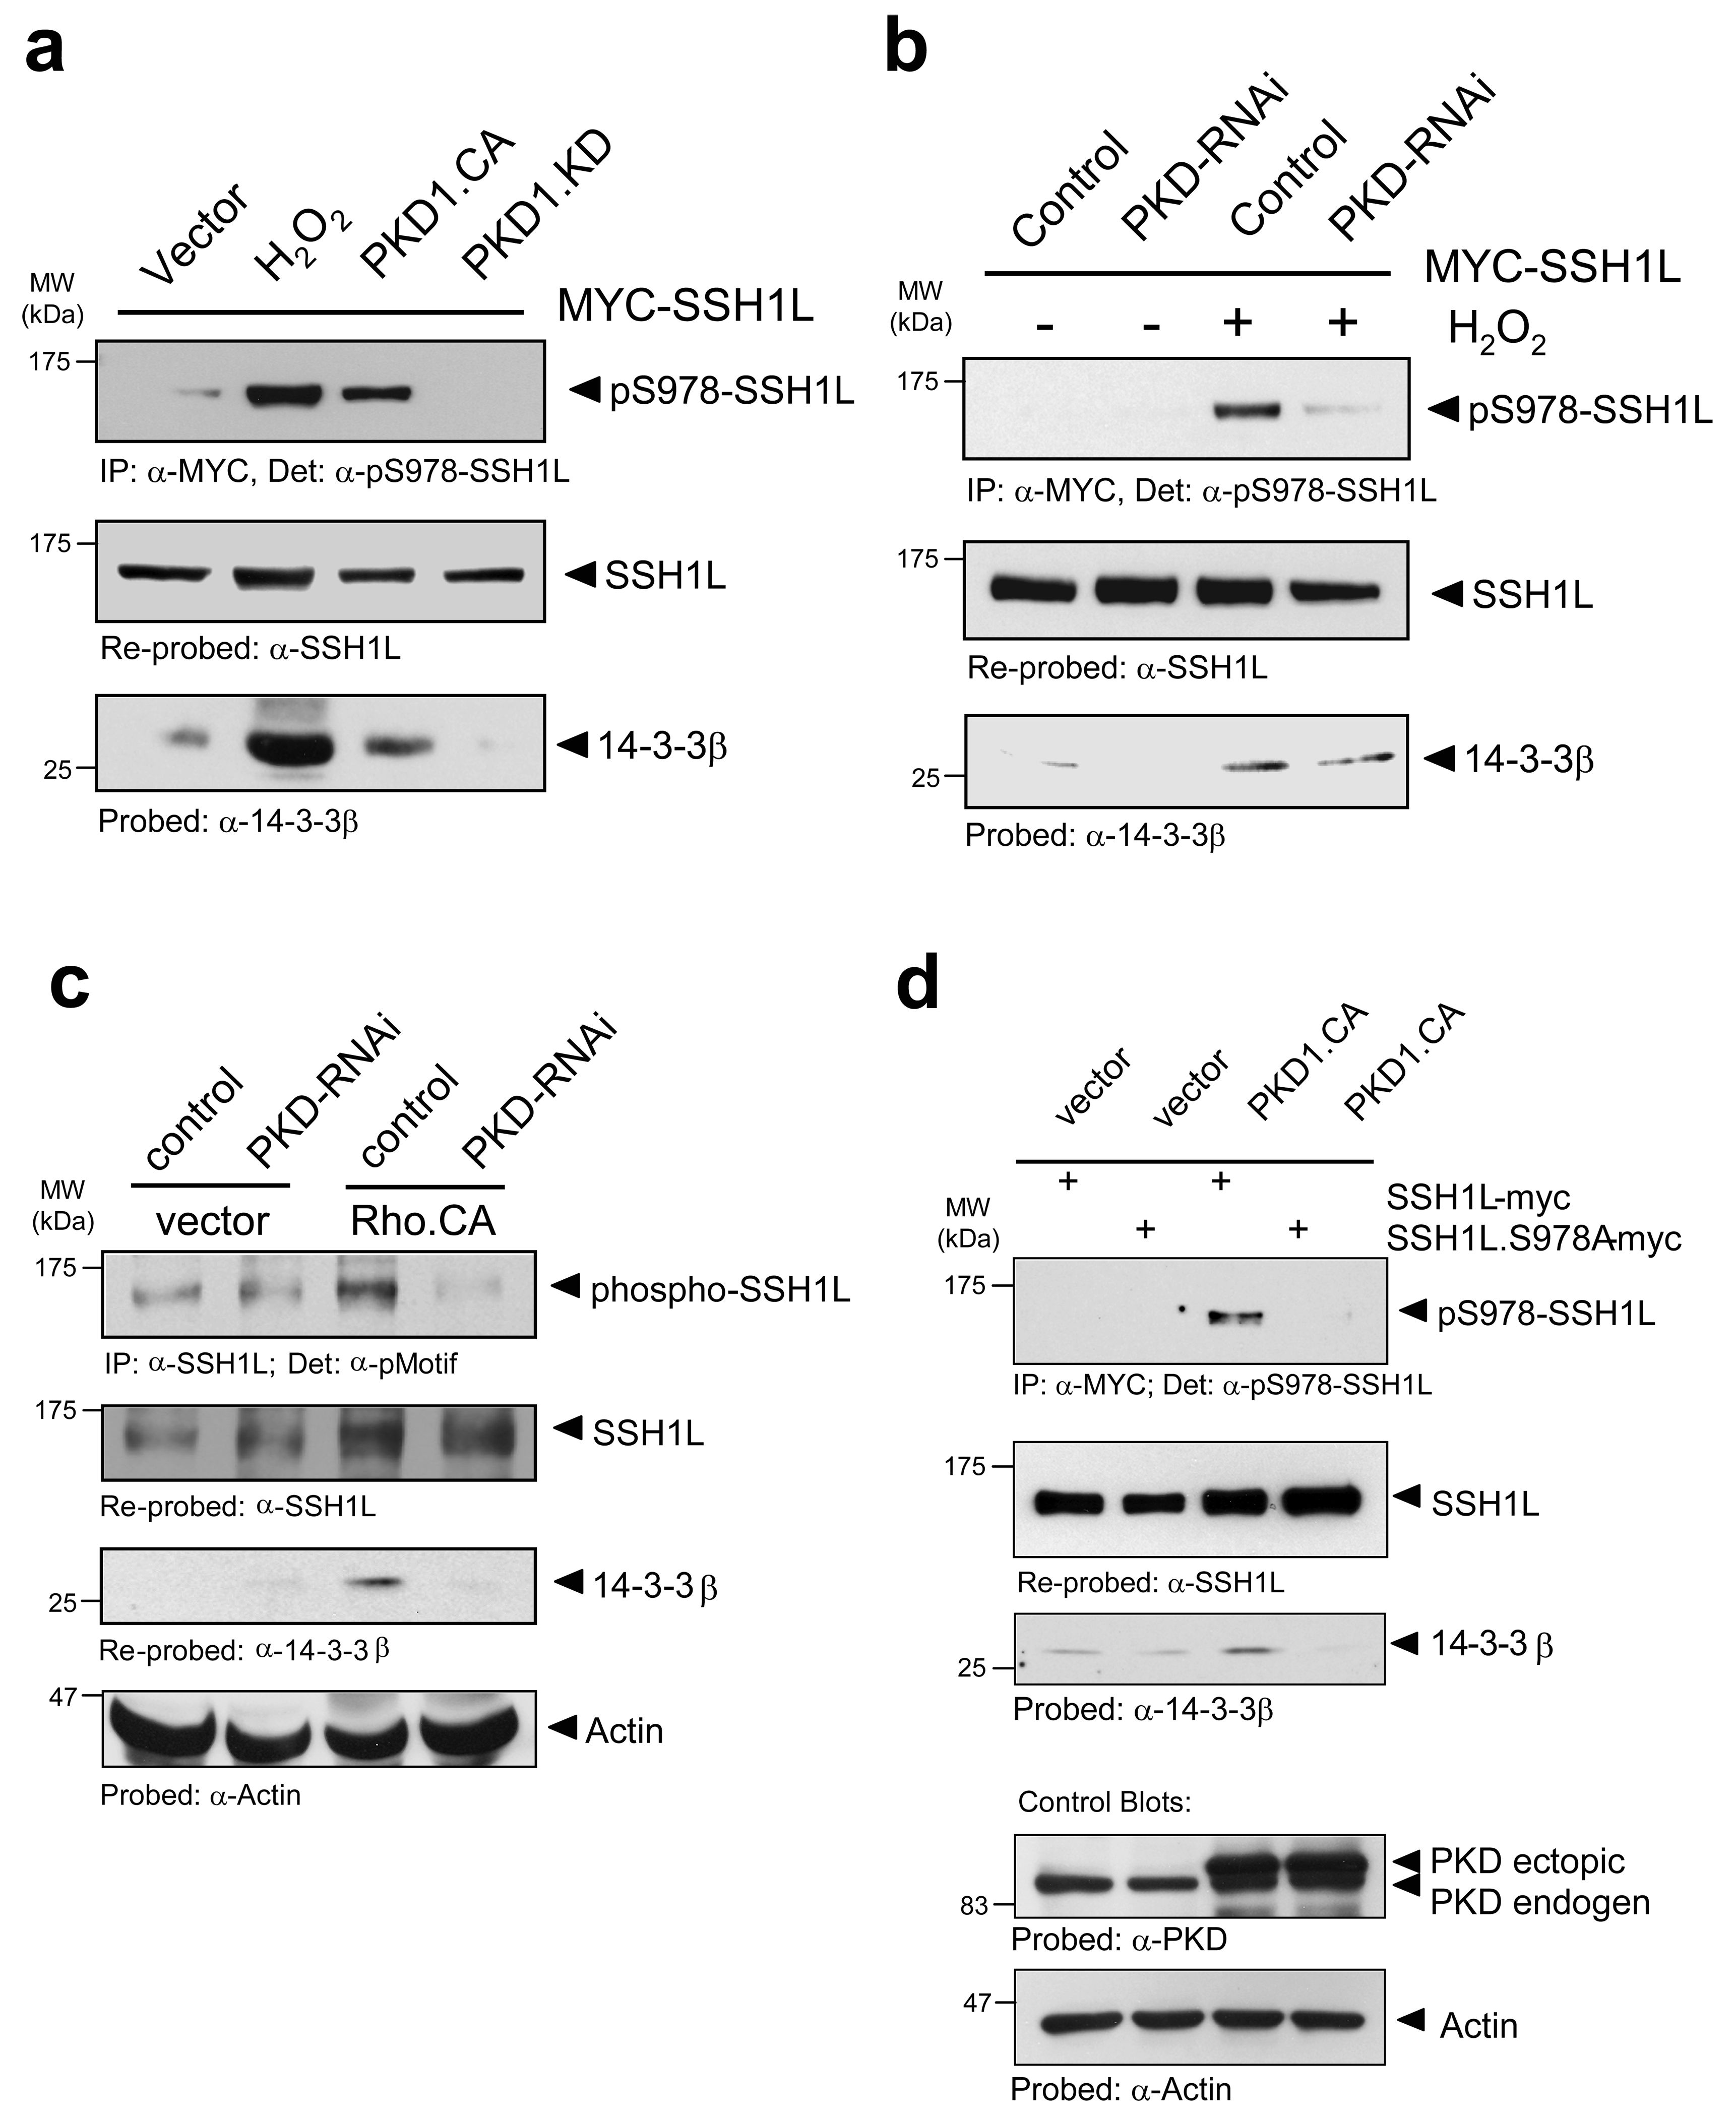 a
Vector
H2O2
PKD1.CA
PKD1.KD
MW
(kDa)
MYC-SSH1L
175
pS978-SSH1L
IP: α-MYC, Det: α-pS978-SSH1L
175
SSH1L
Re-probed: α-SSH1L
14-3-3β
25
Probed: α-14-3-3β
b
Control
PKD-RNAi
Control
PKD-RNAi
MYC-SSH1L
MW
(kDa)
- - + + H2O2
175
pS978-SSH1L
IP: α-MYC, Det: α-pS978-SSH1L
175
SSH1L
Re-probed: α-SSH1L
14-3-3β
25
Probed: α-14-3-3β
c
control
PKD-RNAi
control
PKD-RNAi
MW
(kDa)
vector
Rho.CA
175
phospho-SSH1L
IP: α-SSH1L; Det: α-pMotif
175
SSH1L
Re-probed: α-SSH1L
14-3-3 β
25
Re-probed: α-14-3-3 β
47
Actin
Probed: α-Actin
d
vector
vector
PKD1.CA
PKD1.CA
+ + SSH1L-myc
MW
(kDa)
+ + SSH1L.S978A-myc
175
pS978-SSH1L
IP: α-MYC; Det: α-pS978-SSH1L
175
SSH1L
Re-probed: α-SSH1L
14-3-3 β
25
Probed: α-14-3-3β
Control Blots:
PKD ectopic
PKD endogen
83
Probed: α-PKD
47
Actin
Probed: α-Actin